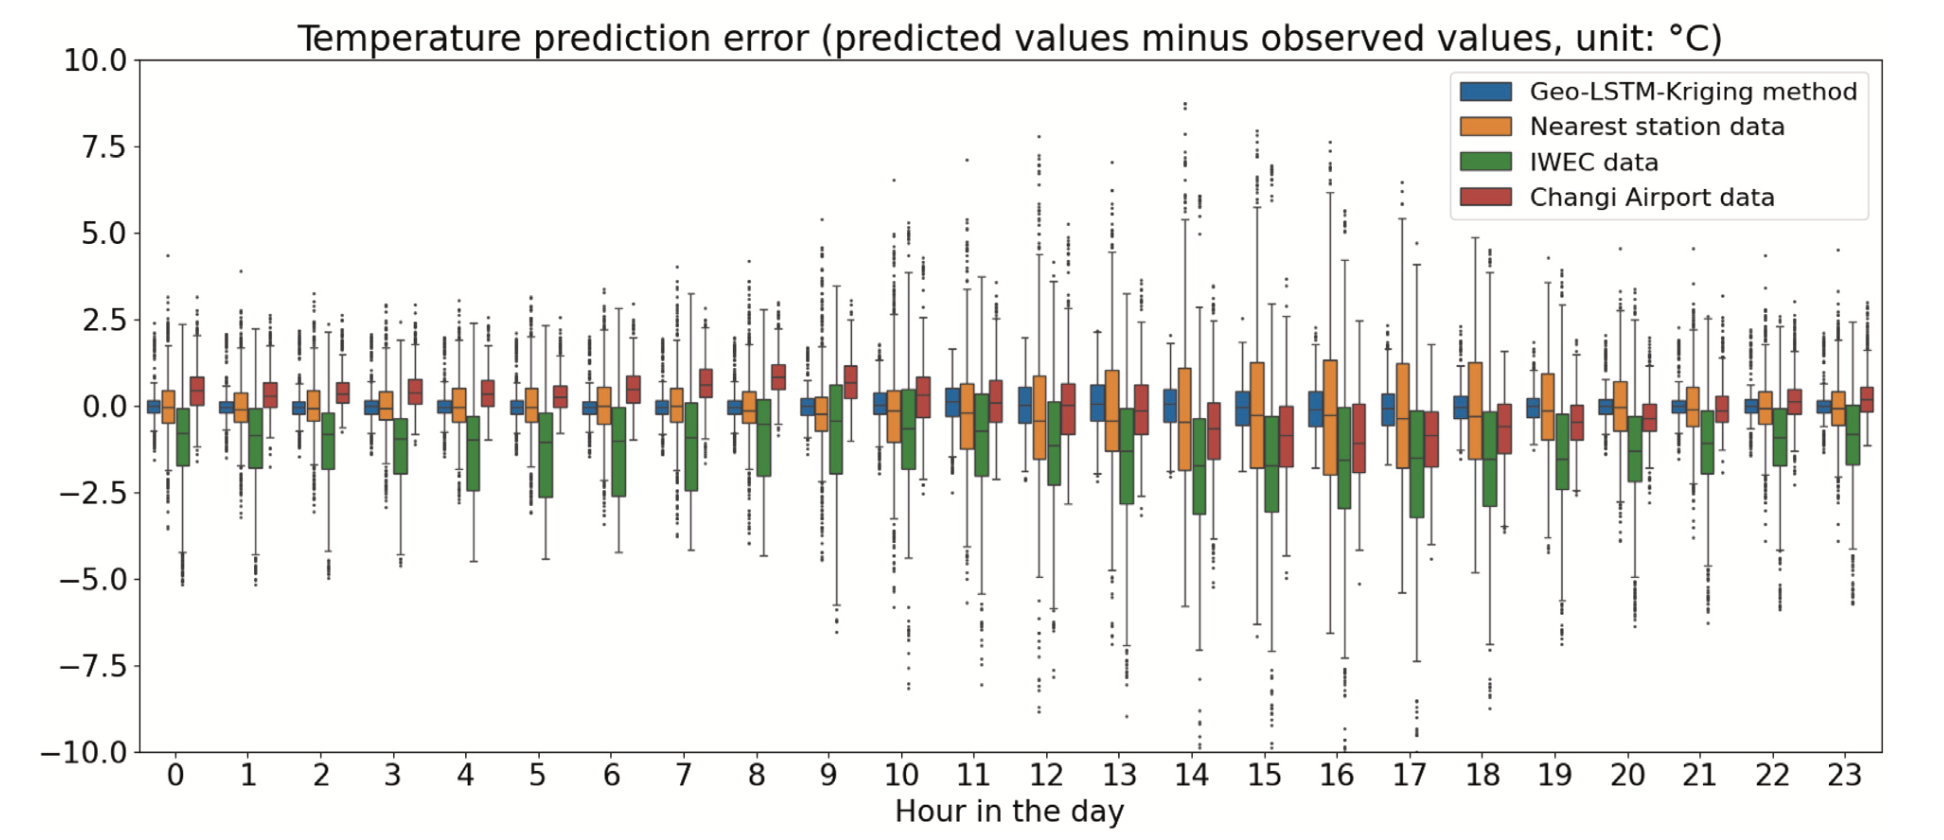 Temperature prediction error (predicted values minus observed values, unit: °C)
10.0
7.5
5.0
2.5
0.0
−2.5
−5.0
−7.5
−10.0
Geo-LSTM-Kriging method
Nearest station data
IWEC data
Changi Airport data
0 1 2 3 4 5 6 7 8 9 10 11 12 13 14 15 16 17 18 19 20 21 22 23
Hour in the day